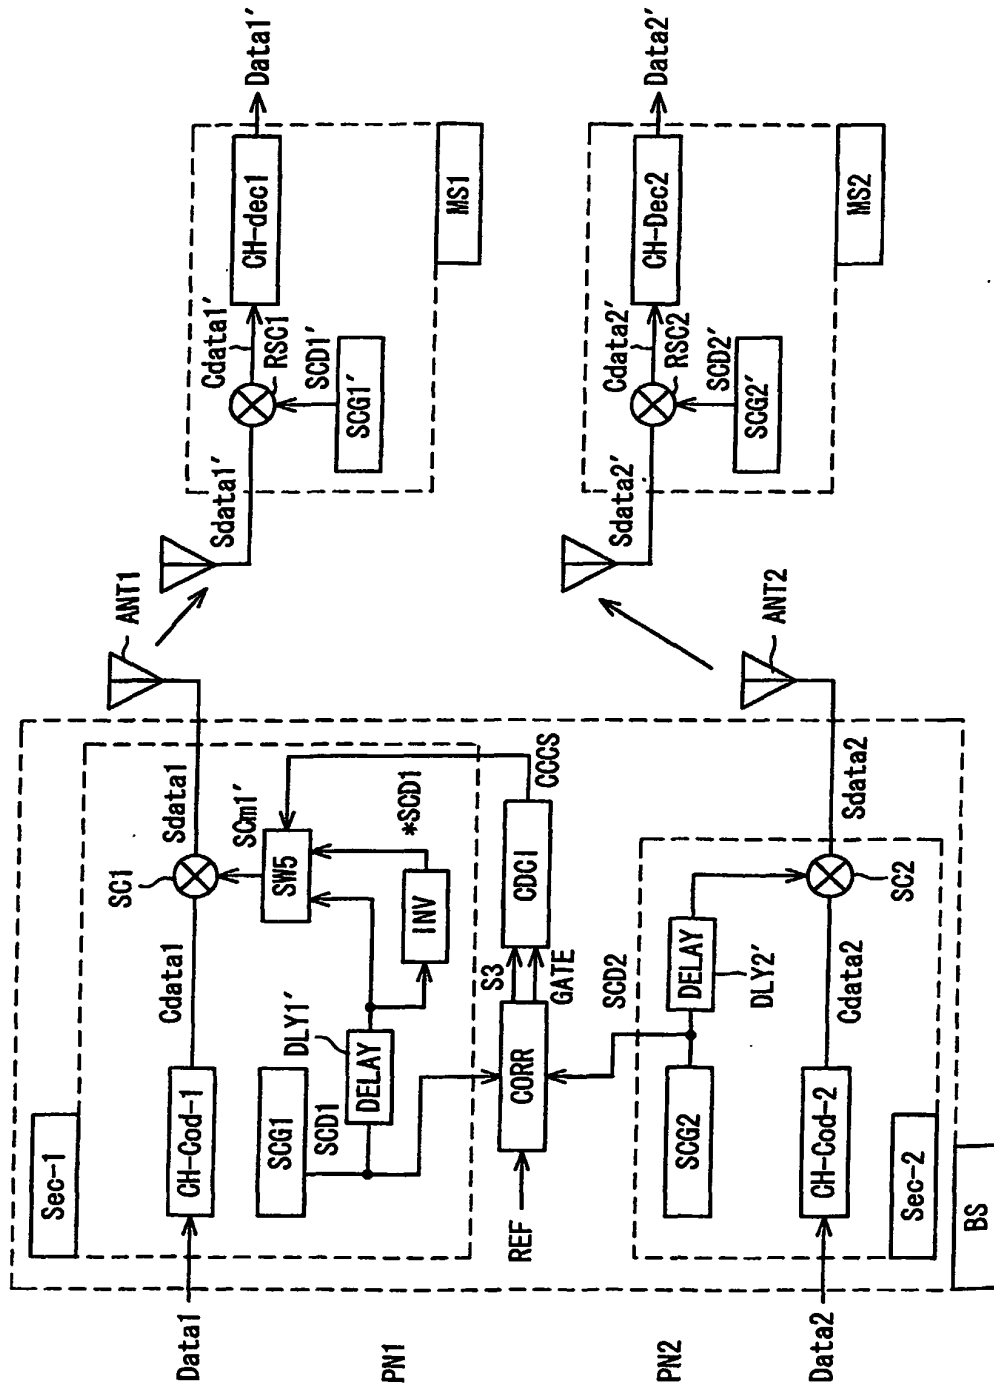 Data1
PN1
PN2
Data2
Sec-1
CH-Cod-1
Cdata1
SC1
Sdata1
ANT1
SCG1
SCD1
DLY1'
DELAY
SW5
SCm1'
INV
*SCD1
REF
CORR
S3
GATE
CDCI
CCCS
SCD2
SCG2
DELAY
DLY2'
CH-Cod-2
Cdata2
SC2
Sdata2
ANT2
Sec-2
BS
Sdata1'
Cdata1'
RSC1
SCD1'
SCG1'
CH-dec1
Data1'
MS1
Sdata2'
Cdata2'
RSC2
SCD2'
SCG2'
CH-Dec2
Data2'
MS2